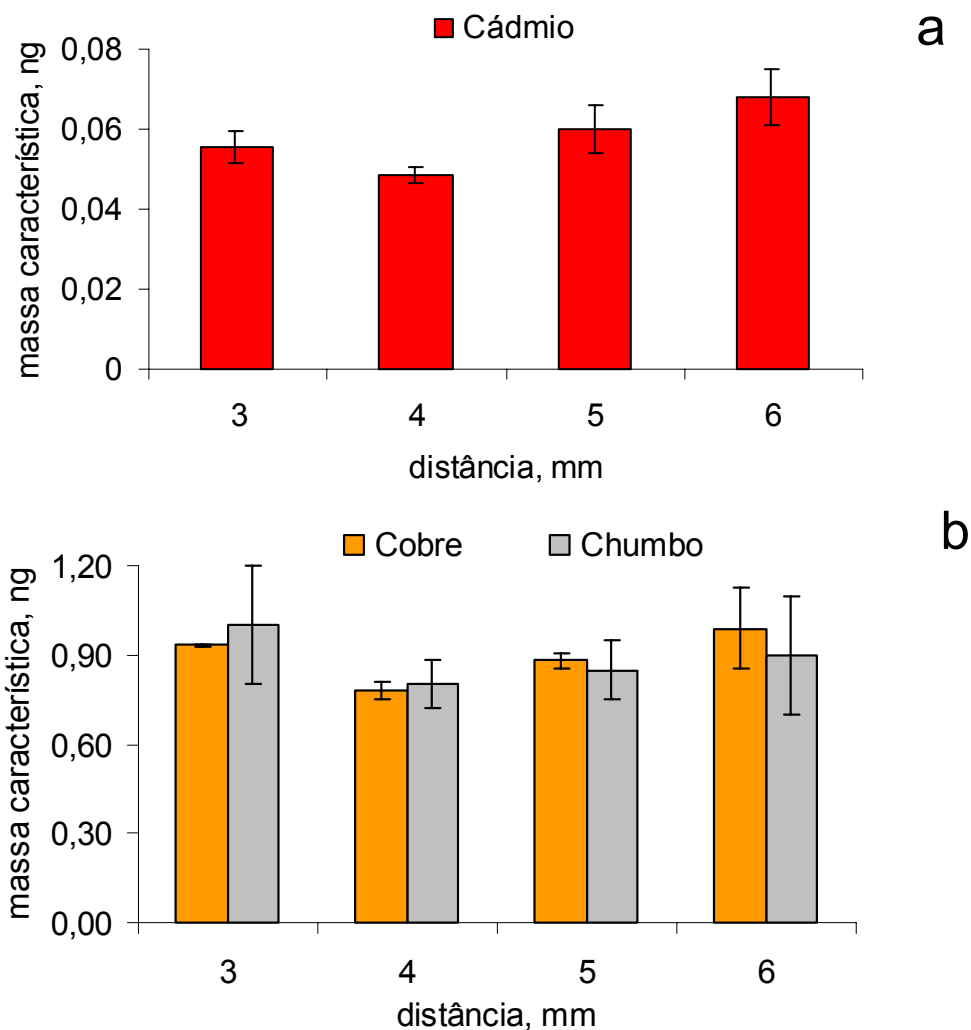 Cádmio
a
massa característica, ng
0,08
0,06
0,04
0,02
0
3 4 5 6
distância, mm
b
Cobre Chumbo
massa característica, ng
1,20
0,90
0,60
0,30
0,00
3 4 5 6
distância, mm